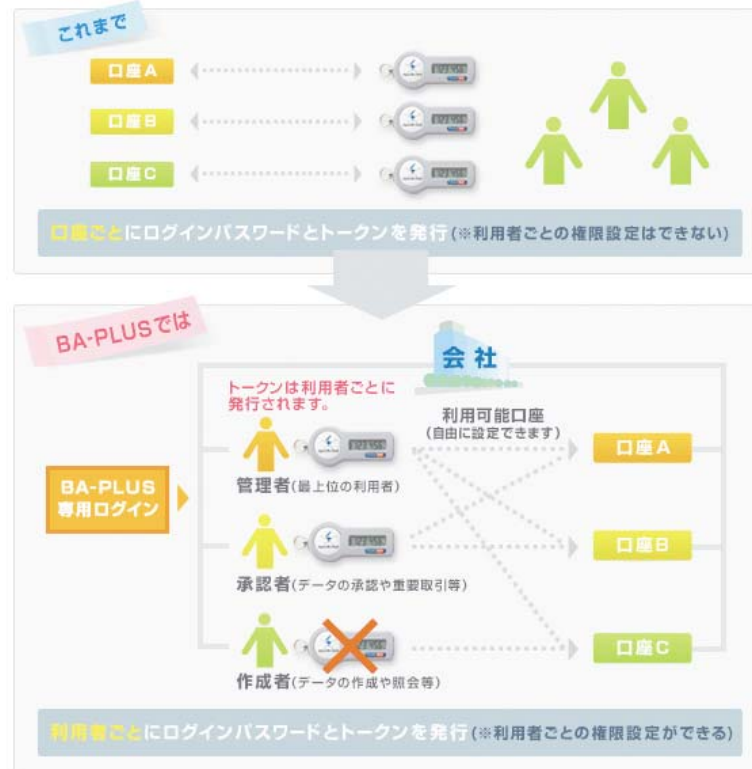 これまで
口座A
口座B
口座C
口座ごとにログインパスワードとトークンを発行(※利用者ごとの権限設定はできない)
BA-PLUSでは
会社
トークンは利用者ごとに
発行されます。
利用可能口座
(自由に設定できます)
BA-PLUS
専用ログイン
管理者(最上位の利用者)
口座A
承認者(データの承認や重要取引等)
口座B
作成者(データの作成や照会等)
口座C
利用者ごとにログインパスワードとトークンを発行(※利用者ごとの権限設定ができる)